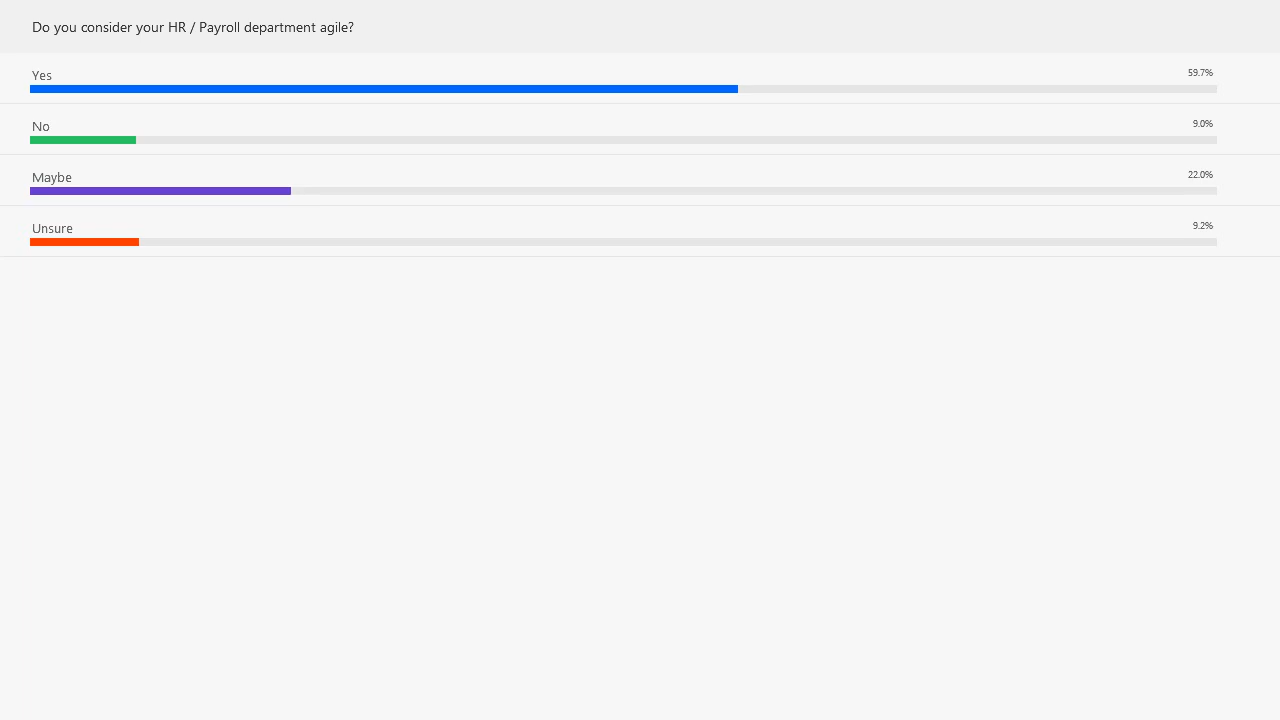 Do you consider your HR / Payroll department agile?
Yes
59.7%
No
9.0%
Maybe
22.0%
Unsure
9.2%